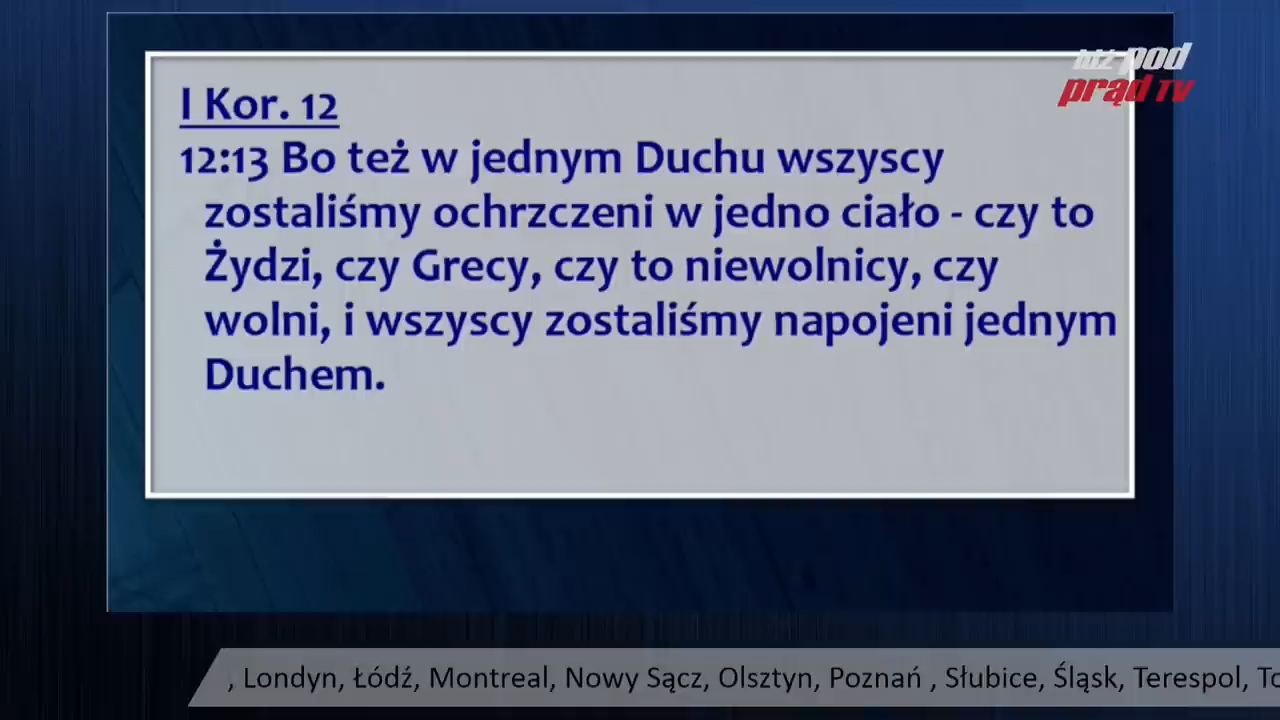 idź pod
prąd TV
I Kor. 12
12:13 Bo też w jednym Duchu wszyscy
zostaliśmy ochrzczeni w jedno ciało - czy to
Żydzi, czy Grecy, czy to niewolnicy, czy
wolni, i wszyscy zostaliśmy napojeni jednym
Duchem.
, Londyn, Łódź, Montreal, Nowy Sącz, Olsztyn, Poznań , Słubice, Śląsk, Terespol,